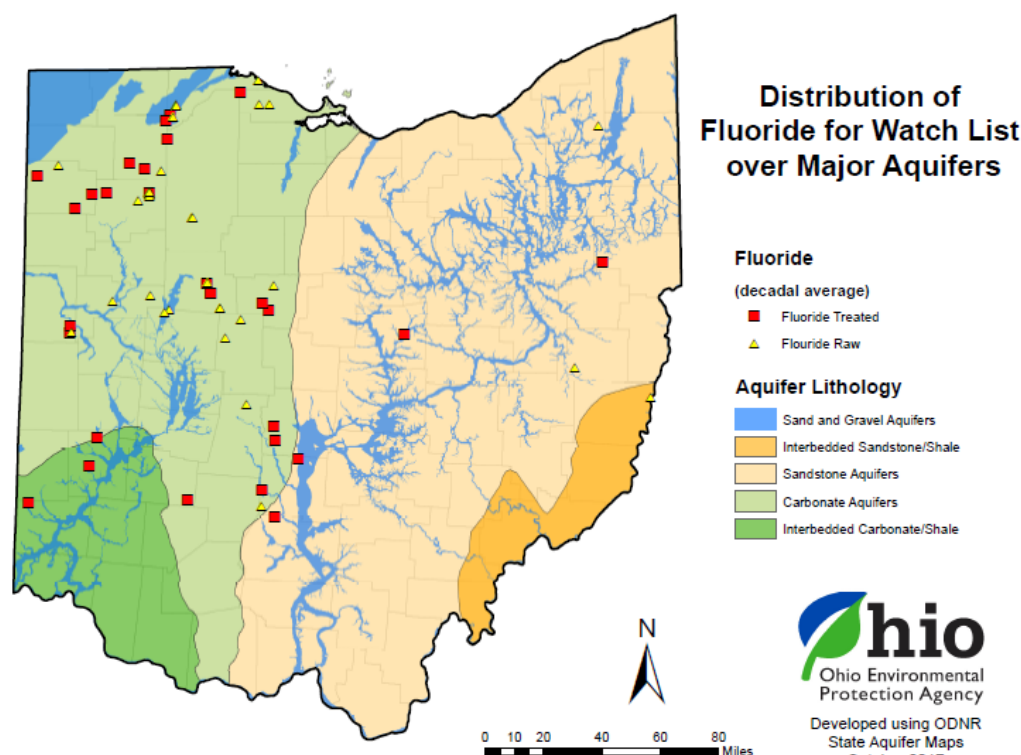 Distribution of
Fluoride for Watch List
over Major Aquifers
Fluoride
(decadal average)
Fluoride Treated
Flouride Raw
Aquifer Lithology
Sand and Gravel Aquifers
Interbedded Sandstone/Shale
Sandstone Aquifers
Carbonate Aquifers
Interbedded Carbonate/Shale
N
0 10 20 40 60 80
Miles
Ohio
Ohio Environmental
Protection Agency
Developed using ODNR
State Aquifer Maps